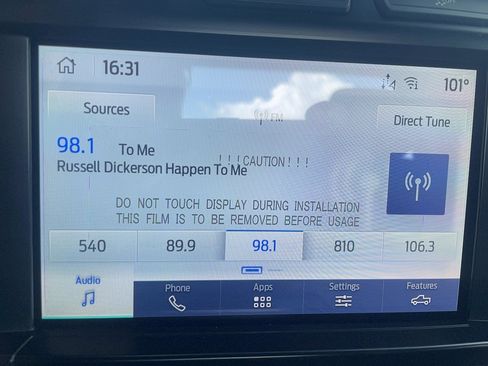 16:31
101°
Sources
FM
Direct Tune
98.1 To Me
Russell Dickerson Happen To Me
!!!CAUTION!!!
DO NOT TOUCH DISPLAY DURING INSTALLATION
THIS FILM IS TO BE REMOVED BEFORE USAGE
540 89.9 98.1 810 106.3
Audio Phone Apps Settings Features